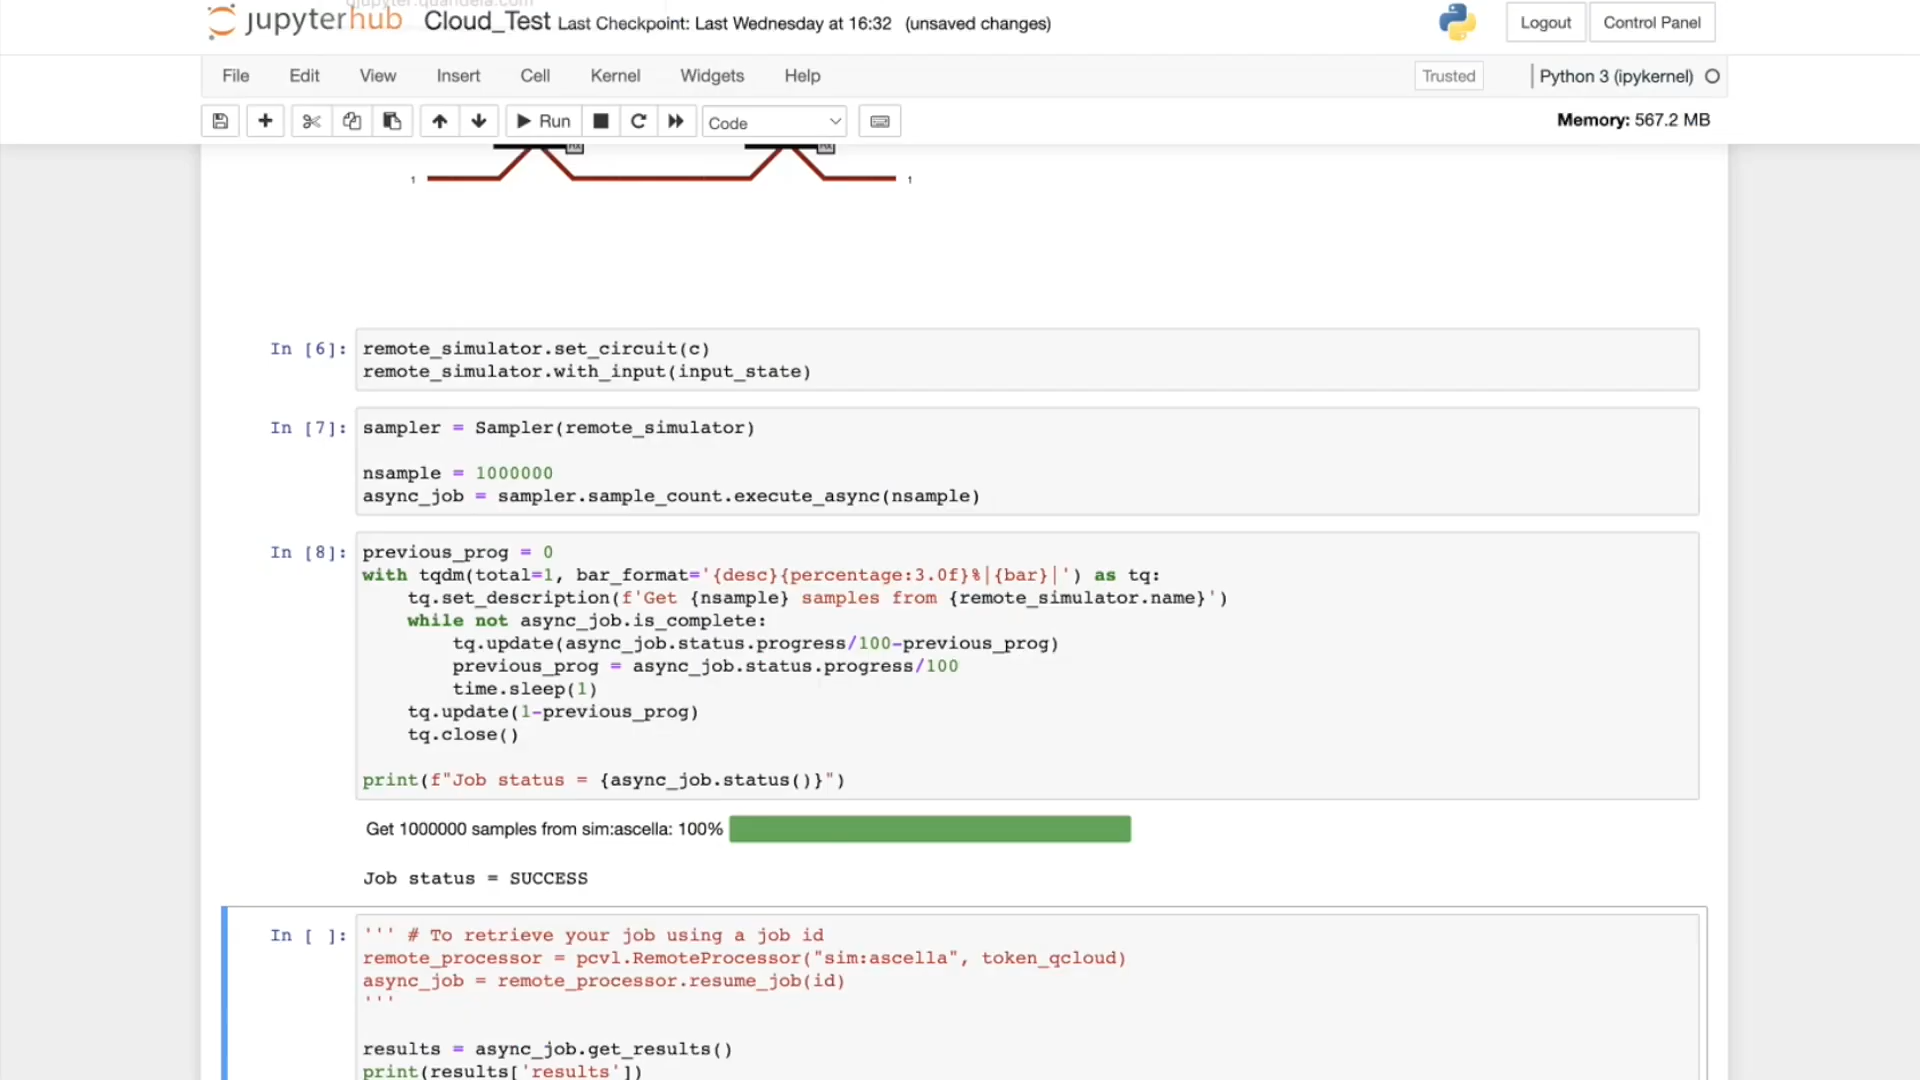 jupyter.quandela.com
jupyterhub Cloud_Test Last Checkpoint: Last Wednesday at 16:32 (unsaved changes) Logout Control Panel
File Edit View Insert Cell Kernel Widgets Help Trusted Python 3 (ipykernel)
Run Code Memory: 567.2 MB
1 1
In [6]: remote_simulator.set_circuit(c)
remote_simulator.with_input(input_state)
In [7]: sampler = Sampler(remote_simulator)
nsample = 1000000
async_job = sampler.sample_count.execute_async(nsample)
In [8]: previous_prog = 0
with tqdm(total=1, bar_format='{desc}{percentage:3.0f}%|{bar}|') as tq:
    tq.set_description(f'Get {nsample} samples from {remote_simulator.name}')
    while not async_job.is_complete:
        tq.update(async_job.status.progress/100-previous_prog)
        previous_prog = async_job.status.progress/100
        time.sleep(1)
    tq.update(1-previous_prog)
    tq.close()
print(f"Job status = {async_job.status()}")
Get 1000000 samples from sim:ascella: 100%
Job status = SUCCESS
In [ ]: ''' # To retrieve your job using a job id
remote_processor = pcvl.RemoteProcessor("sim:ascella", token_qcloud)
async_job = remote_processor.resume_job(id)
'''
results = async_job.get_results()
print(results['results'])